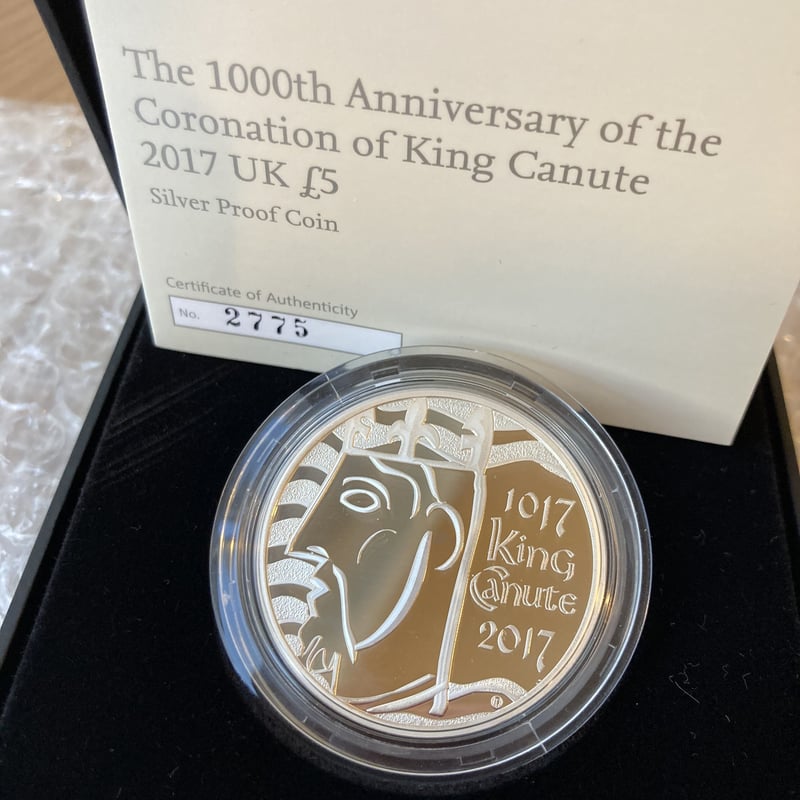 The 1000th Anniversary of the
Coronation of King Canute
2017 UK £5
Silver Proof Coin
Certificate of Authenticity
No. 2775
1017
King
Canute
2017